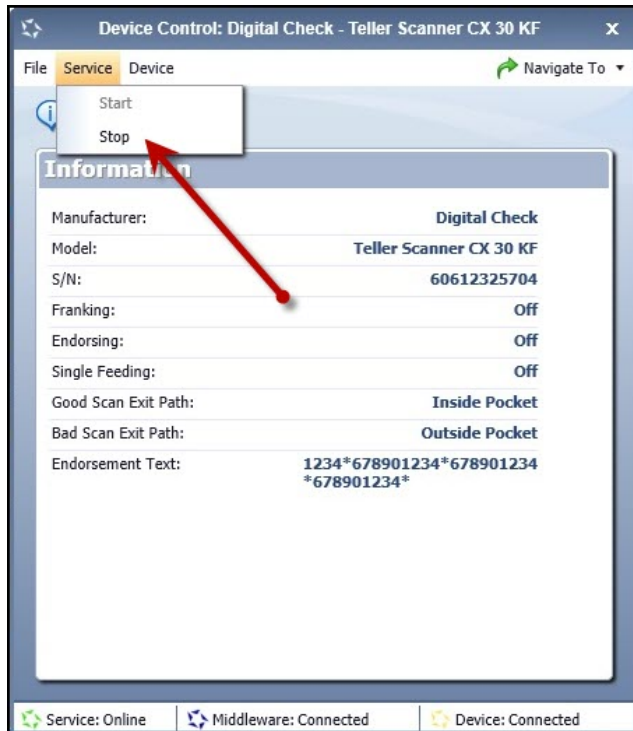 Device Control: Digital Check - Teller Scanner CX 30 KF x
File Service Device Navigate To
Start
Stop
Information
Manufacturer: Digital Check
Model: Teller Scanner CX 30 KF
S/N: 60612325704
Franking: Off
Endorsing: Off
Single Feeding: Off
Good Scan Exit Path: Inside Pocket
Bad Scan Exit Path: Outside Pocket
Endorsement Text: 1234*678901234*678901234
*678901234*
Service: Online Middleware: Connected Device: Connected